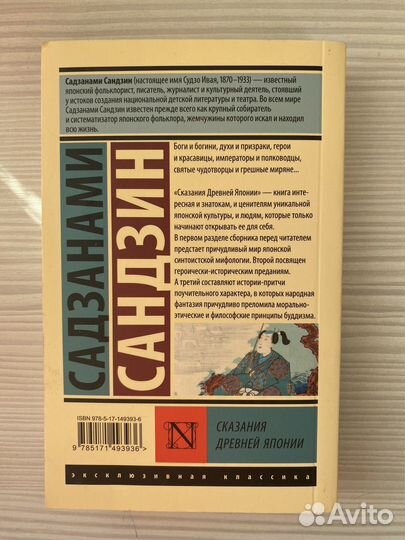 Садзанами Сандзин (настоящее имя Судзо Ивая, 1870–1933) — известный
японский фольклорист, писатель, журналист и культурный деятель, стоявший
у истоков создания национальной детской литературы и театра. Во всем мире
Садзанами Сандзин известен прежде всего как крупный собиратель
и систематизатор японского фольклора, жемчужины которого искал и находил
всю жизнь.
САДЗАНАМИ
САНДЗИН
Боги и богини, духи и призраки, герои
и красавицы, императоры и полководцы,
святые чудотворцы и грешные миряне...
«Сказания Древней Японии» — книга инте-
ресная и знатокам, и ценителям уникальной
японской культуры, и людям, которые только
начинают открывать ее для себя.
В первом разделе сборника перед читателем
предстает причудливый мир японской
синтоистской мифологии. Второй посвящен
героически-историческим преданиям.
А третий составляют истории-притчи
поучительного характера, в которых народная
фантазия причудливо преломила морально-
этические и философские принципы буддизма.
ISBN 978-5-17-149393-6
9 785171 493936 >
N
СКАЗАНИЯ
ДРЕВНЕЙ ЯПОНИИ
эксклюзивная классика
Avito